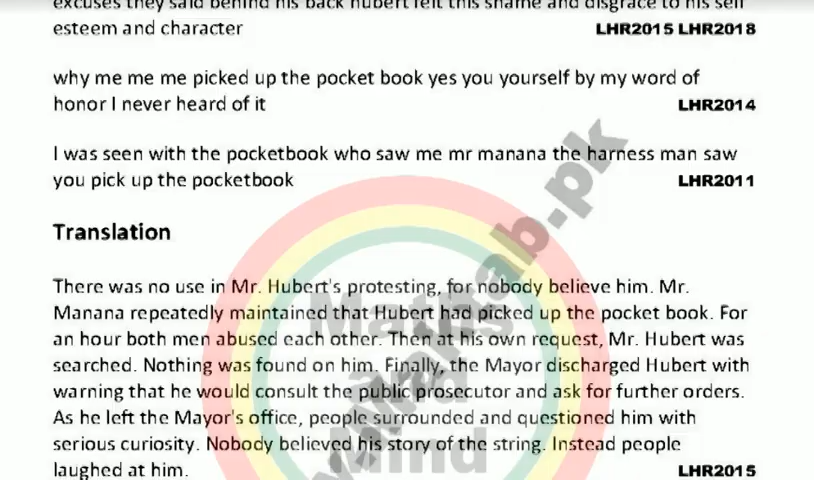 excuses they said behind his back hubert felt this shame and disgrace to his self
esteem and character LHR2015 LHR2018
why me me me picked up the pocket book yes you yourself by my word of
honor I never heard of it LHR2014
I was seen with the pocketbook who saw me mr manana the harness man saw
you pick up the pocketbook LHR2011
Translation
There was no use in Mr. Hubert's protesting, for nobody believe him. Mr.
Manana repeatedly maintained that Hubert had picked up the pocket book. For
an hour both men abused each other. Then at his own request, Mr. Hubert was
searched. Nothing was found on him. Finally, the Mayor discharged Hubert with
warning that he would consult the public prosecutor and ask for further orders.
As he left the Mayor's office, people surrounded and questioned him with
serious curiosity. Nobody believed his story of the string. Instead people
laughed at him. LHR2015